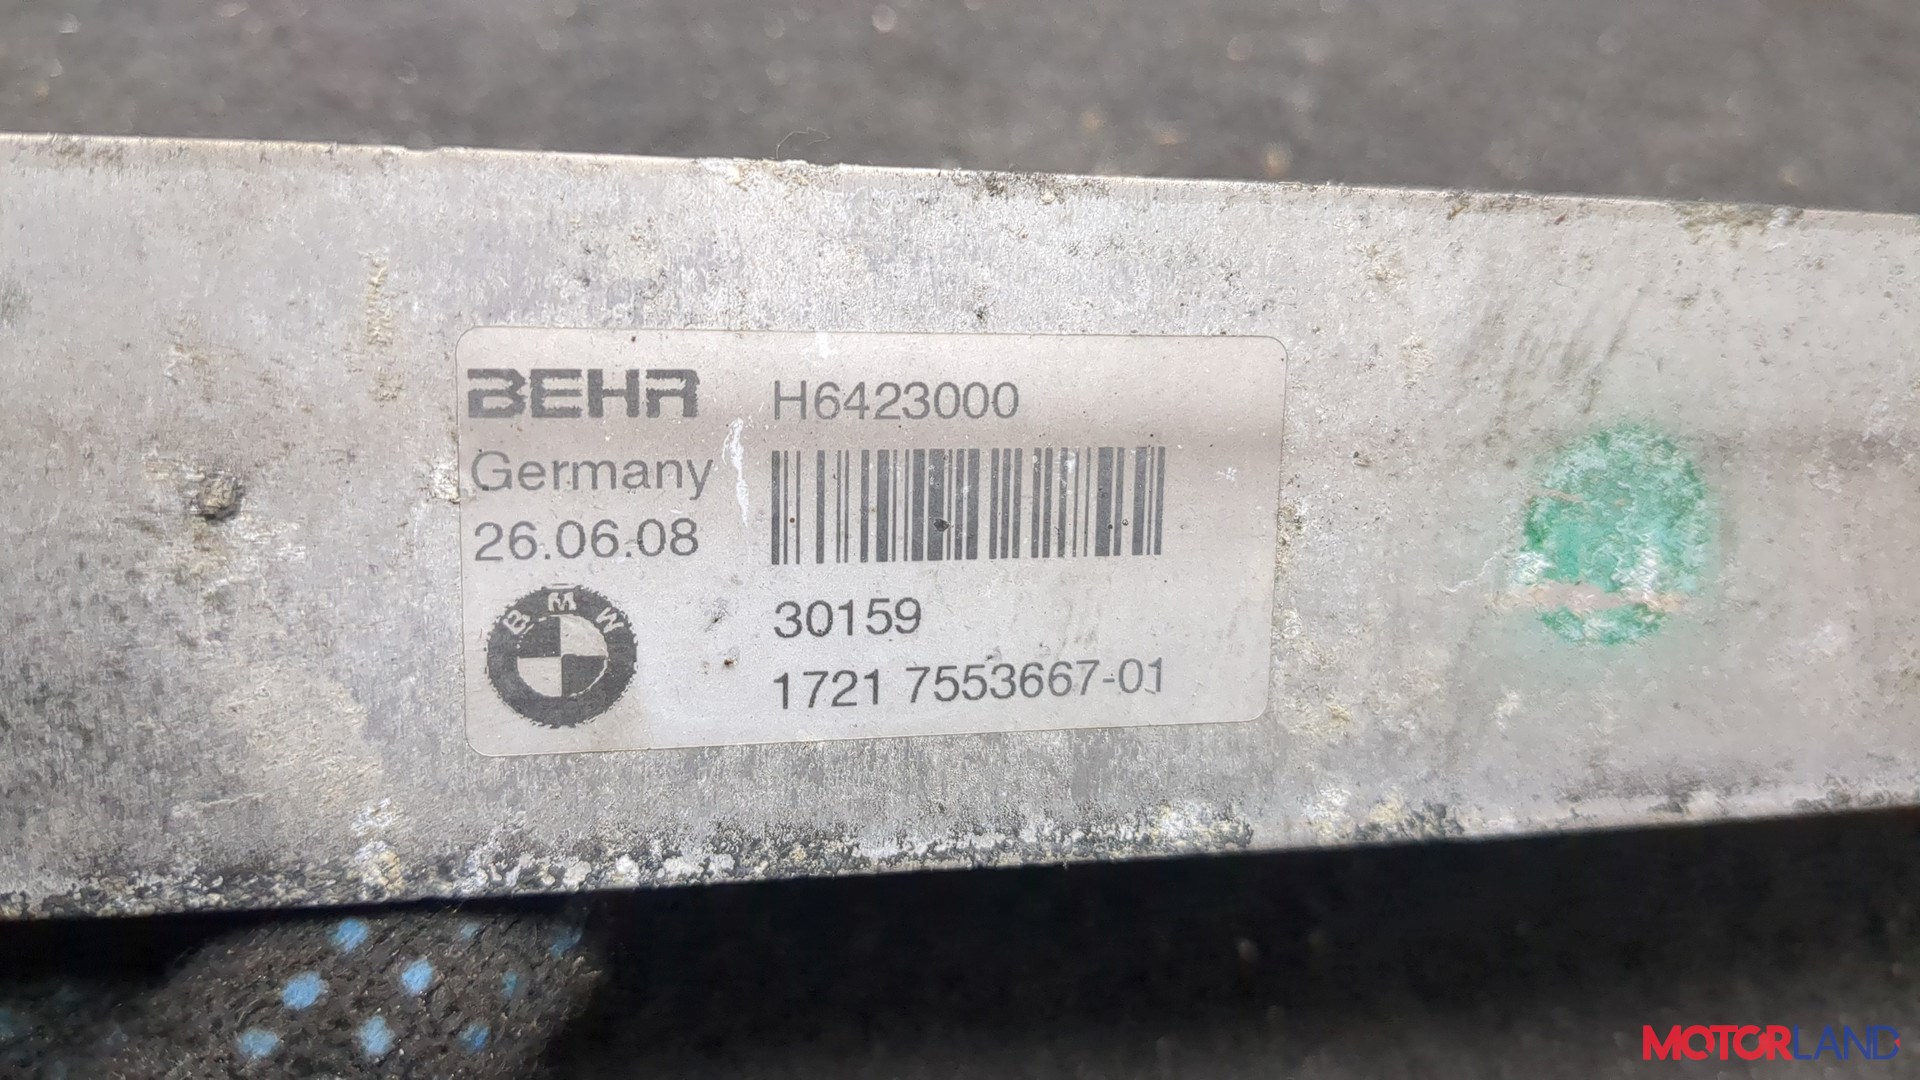 BEHR H6423000
Germany
26.06.08
BMW
30159
1721 7553667-01
MOTORLAND